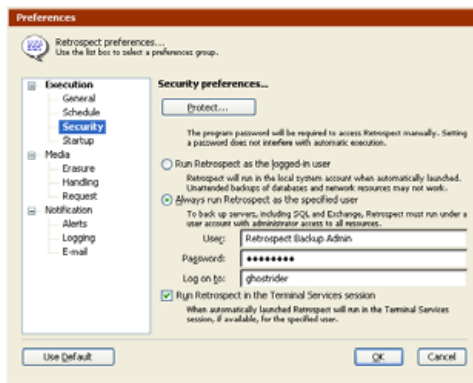 Preferences
Retrospect preferences...
Use the list box to select a preferences group.
Execution
General
Schedule
Security
Startup
Media
Erasure
Handling
Request
Notification
Alerts
Logging
E-mail
Security preferences...
Protect...
The program password will be required to access Retrospect manually. Setting
a password does not interfere with automatic execution.
Run Retrospect as the logged-in user
Retrospect will run in the local system account when automatically launched.
Unattended backups of databases and network resources may not work.
Always run Retrospect as the specified user
To back up servers, including SQL and Exchange, Retrospect must run under a
user account with administrator access to all resources.
User: Retrospect Backup Admin
Password: ●●●●●●●●
Log on to: ghostrider
Run Retrospect in the Terminal Services session
When automatically launched Retrospect will run in the Terminal Services
session, if available, for the specified user.
Use Default
OK
Cancel